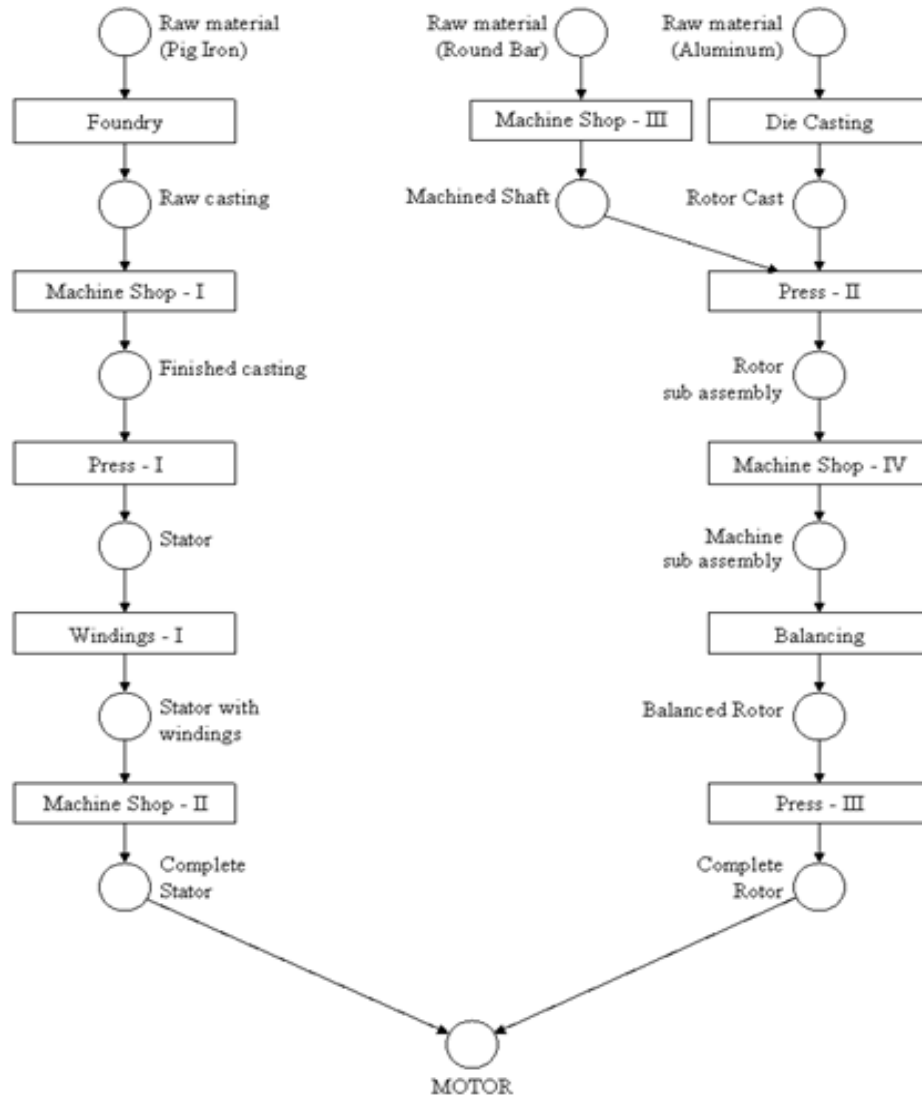 Raw material
(Pig Iron)
Raw material
(Round Bar)
Raw material
(Aluminum)
Foundry
Machine Shop - III
Die Casting
Raw casting
Machined Shaft
Rotor Cast
Machine Shop - I
Press - II
Finished casting
Rotor
sub assembly
Press - I
Machine Shop - IV
Stator
Machine
sub assembly
Windings - I
Balancing
Stator with
windings
Balanced Rotor
Machine Shop - II
Press - III
Complete
Stator
Complete
Rotor
MOTOR